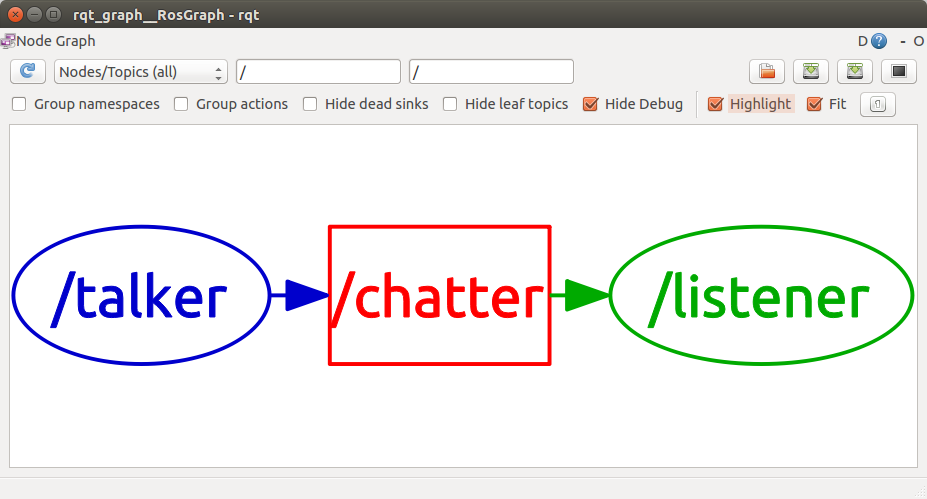 rqt_graph__RosGraph - rqt
Node Graph D ? - O
Nodes/Topics (all) / /
Group namespaces Group actions Hide dead sinks Hide leaf topics Hide Debug Highlight Fit
/talker /chatter /listener